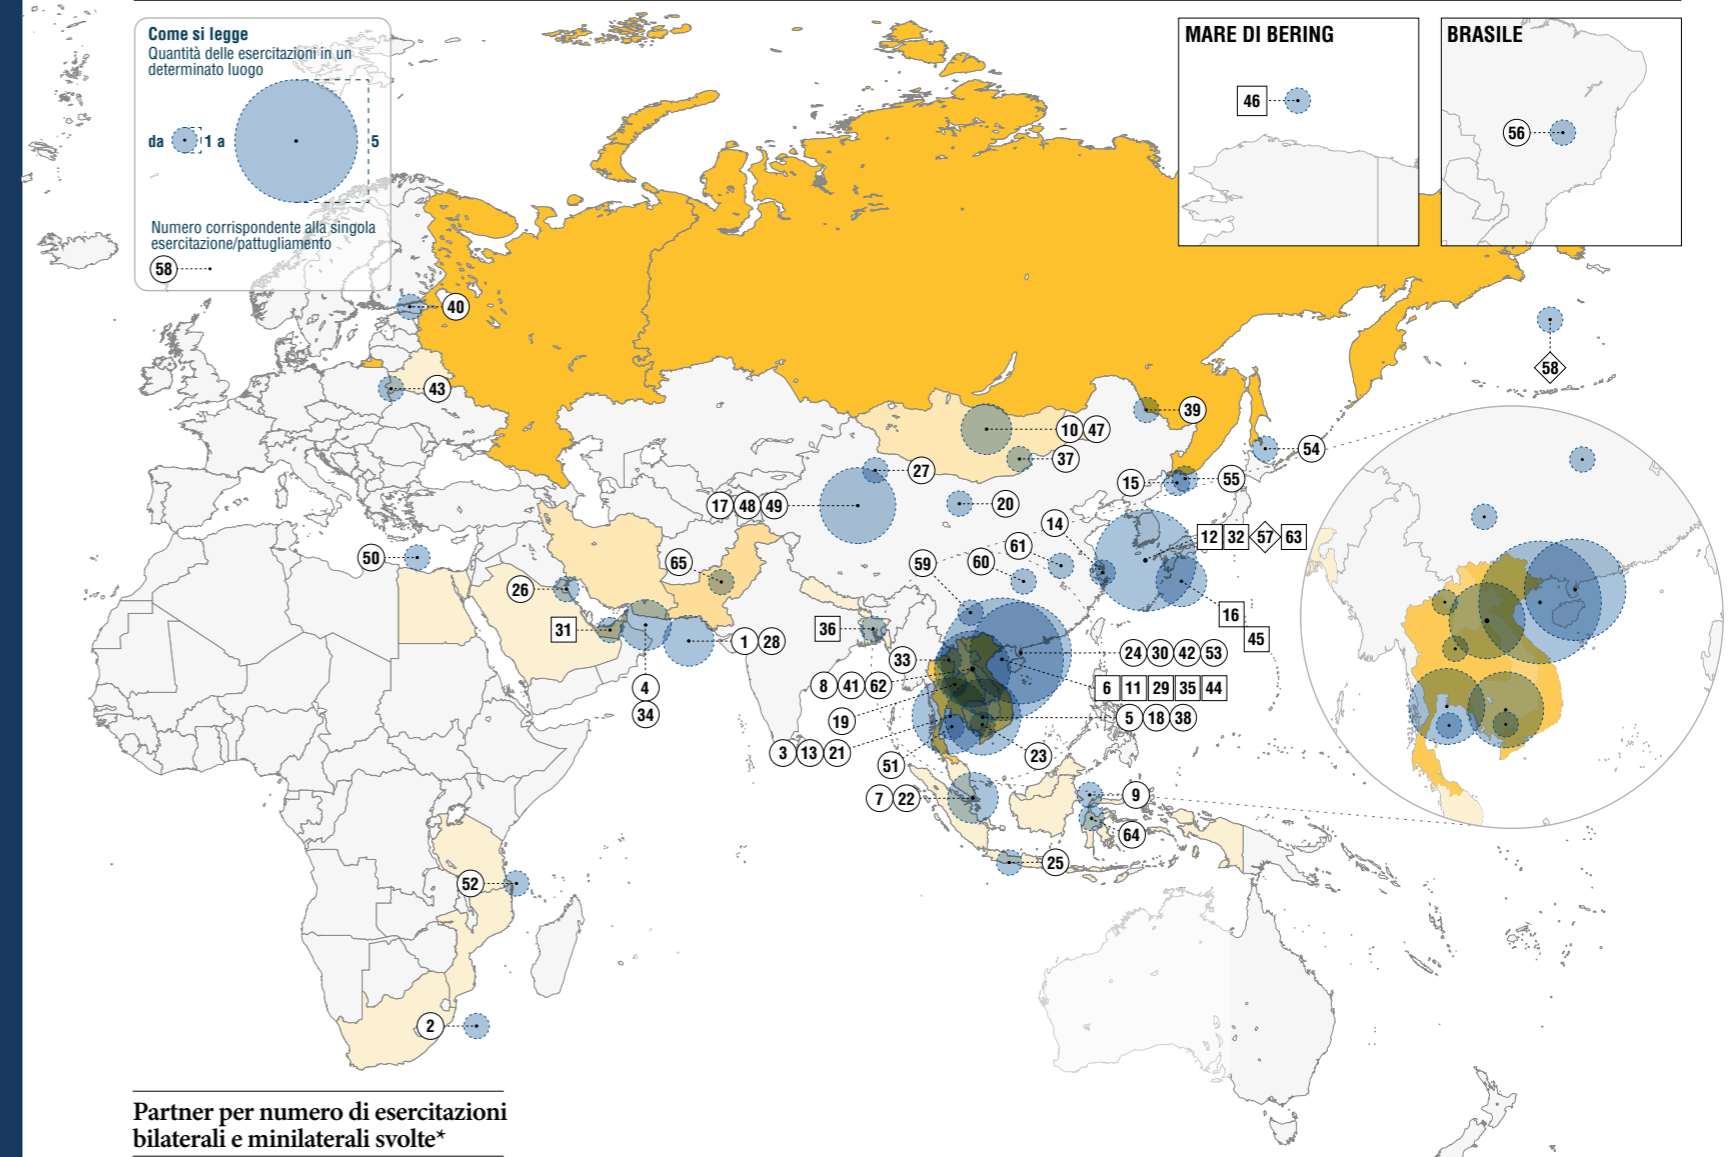 Come si legge
Quantità delle esercitazioni in un
determinato luogo
da 1 a 5
Numero corrispondente alla singola
esercitazione/pattugliamento
58
MARE DI BERING
46
BRASILE
56
40
58
43
39
10 47
54
37
27
15 55
17 48 49
20
14
12 32 57 63
50
61
59
60
65
26
16
31
36
45
1 28
33
24 30 42 53
4
34
8 41 62
6 11 29 35 44
19
5 18 38
3 13 21
23
51
7 22
9
64
25
52
2
Partner per numero di esercitazioni
bilaterali e minilaterali svolte*